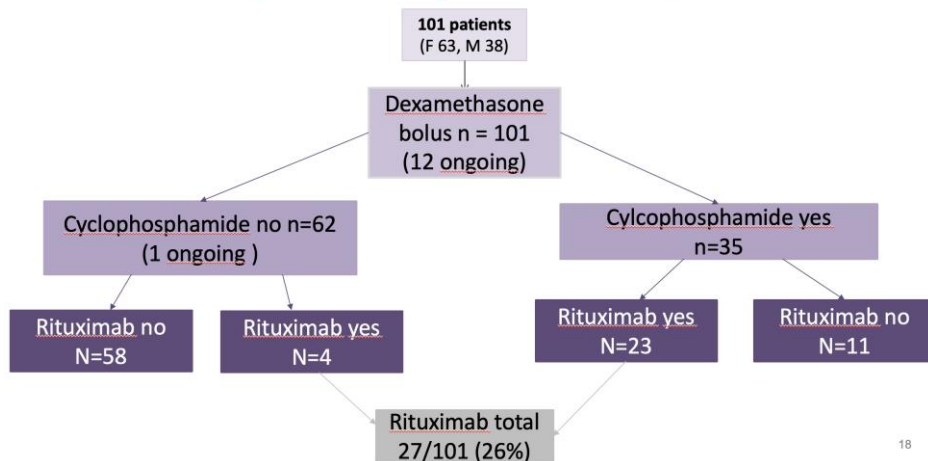 101 patients
(F 63, M 38)
Dexamethasone
bolus n = 101
(12 ongoing)
Cyclophosphamide no n=62
(1 ongoing )
Cylcophosphamide yes
n=35
Rituximab no
N=58
Rituximab yes
N=4
Rituximab yes
N=23
Rituximab no
N=11
Rituximab total
27/101 (26%)
18